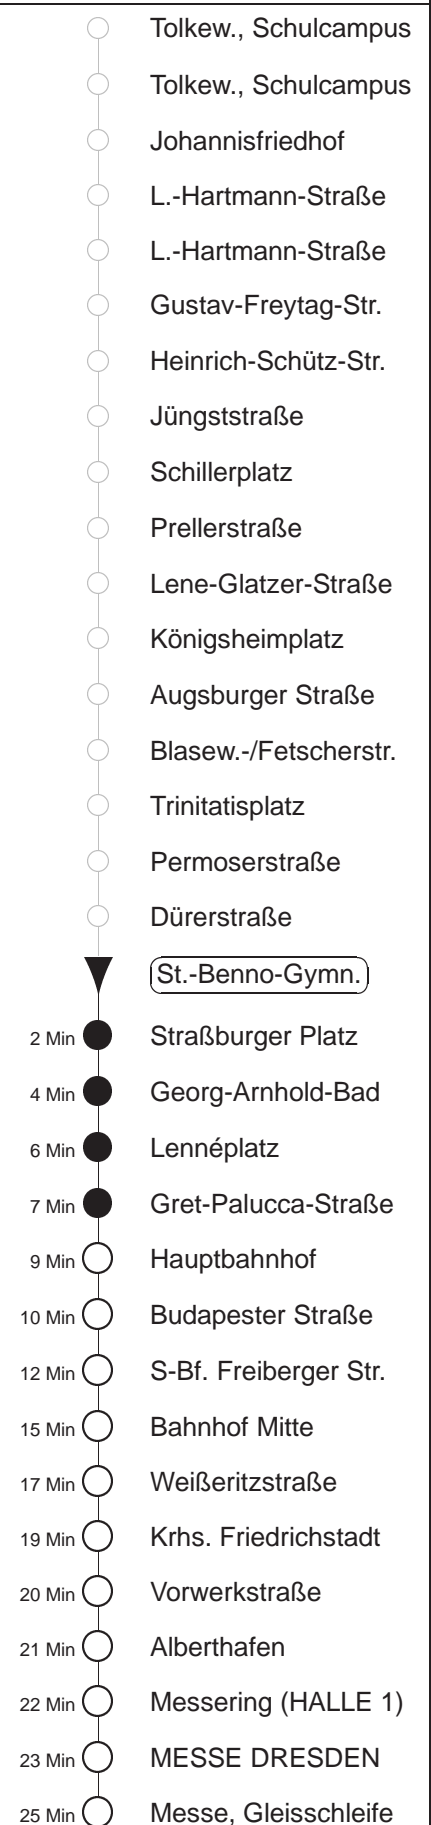 Tolkew., Schulcampus
Tolkew., Schulcampus
Johannisfriedhof
L.-Hartmann-Straße
L.-Hartmann-Straße
Gustav-Freytag-Str.
Heinrich-Schütz-Str.
Jüngststraße
Schillerplatz
Prellerstraße
Lene-Glatzer-Straße
Königsheimplatz
Augsburger Straße
Blasew.-/Fetscherstr.
Trinitatisplatz
Permoserstraße
Dürerstraße
St.-Benno-Gymn.
2 Min Straßburger Platz
4 Min Georg-Arnhold-Bad
6 Min Lennéplatz
7 Min Gret-Palucca-Straße
9 Min Hauptbahnhof
10 Min Budapester Straße
12 Min S-Bf. Freiberger Str.
15 Min Bahnhof Mitte
17 Min Weißeritzstraße
19 Min Krhs. Friedrichstadt
20 Min Vorwerkstraße
21 Min Alberthafen
22 Min Messering (HALLE 1)
23 Min MESSE DRESDEN
25 Min Messe, Gleisschleife